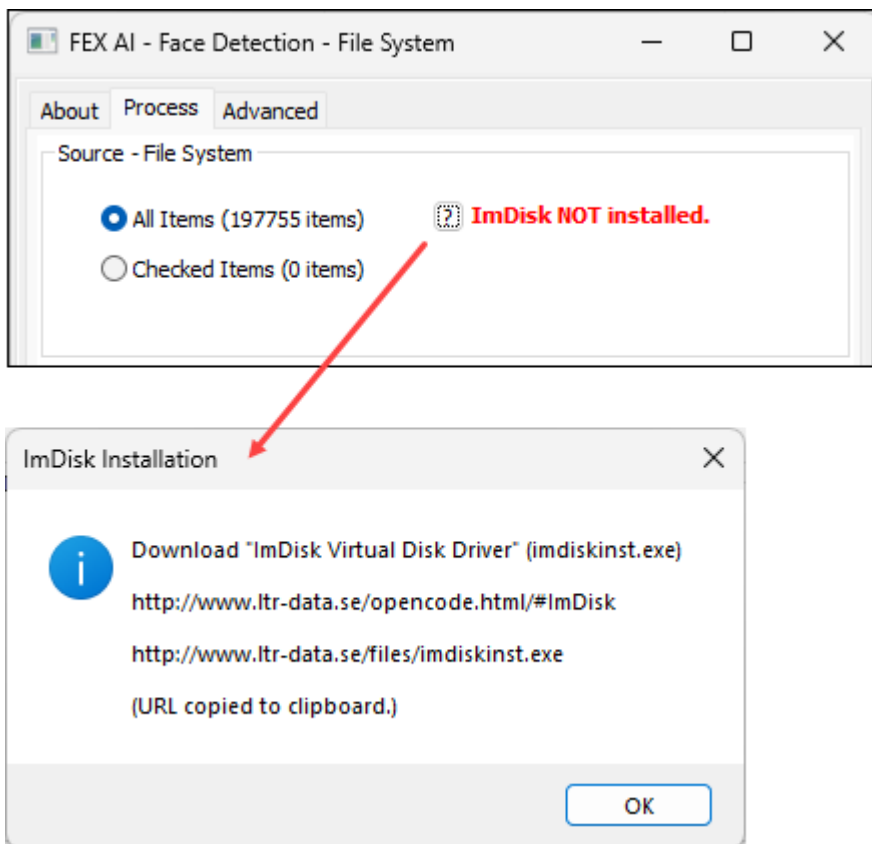 FEX AI - Face Detection - File System
About Process Advanced
Source - File System
All Items (197755 items)
? ImDisk NOT installed.
Checked Items (0 items)
ImDisk Installation
Download "ImDisk Virtual Disk Driver" (imdiskinst.exe)
http://www.ltr-data.se/opencode.html/#ImDisk
http://www.ltr-data.se/files/imdiskinst.exe
(URL copied to clipboard.)
OK